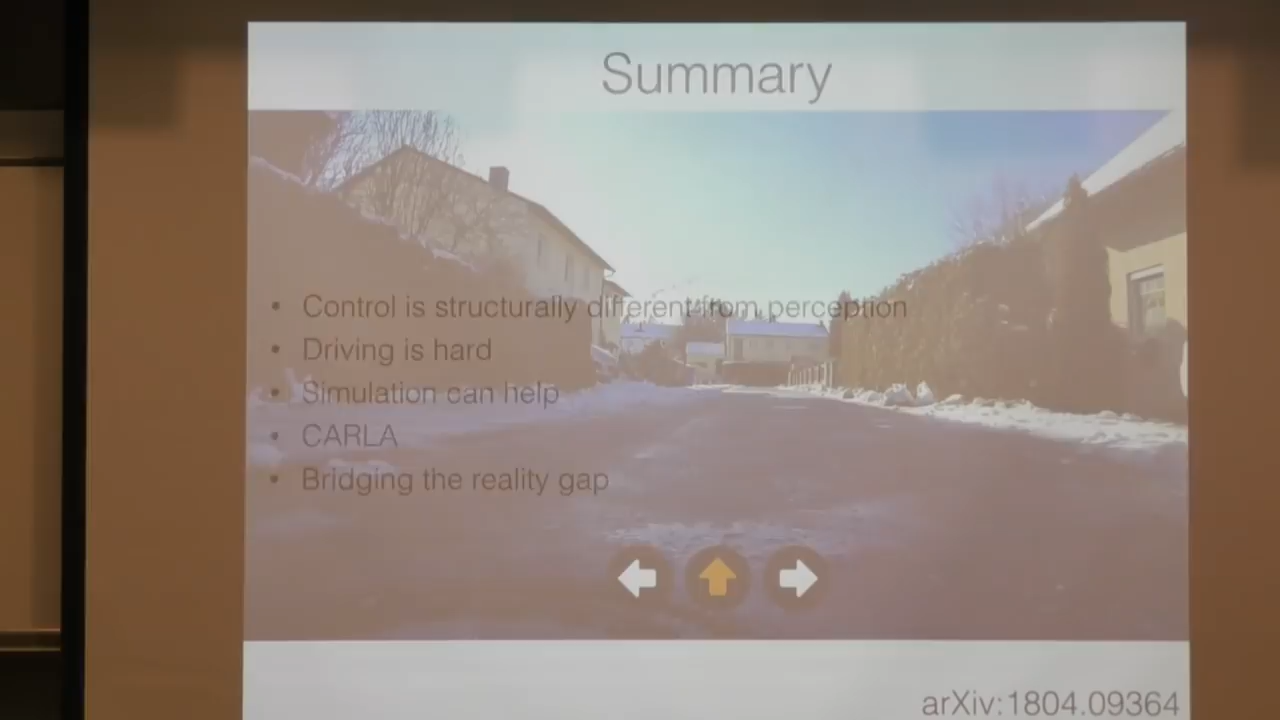 Summary
• Control is structurally different from perception
• Driving is hard
• Simulation can help
• CARLA
• Bridging the reality gap
arXiv:1804.09364